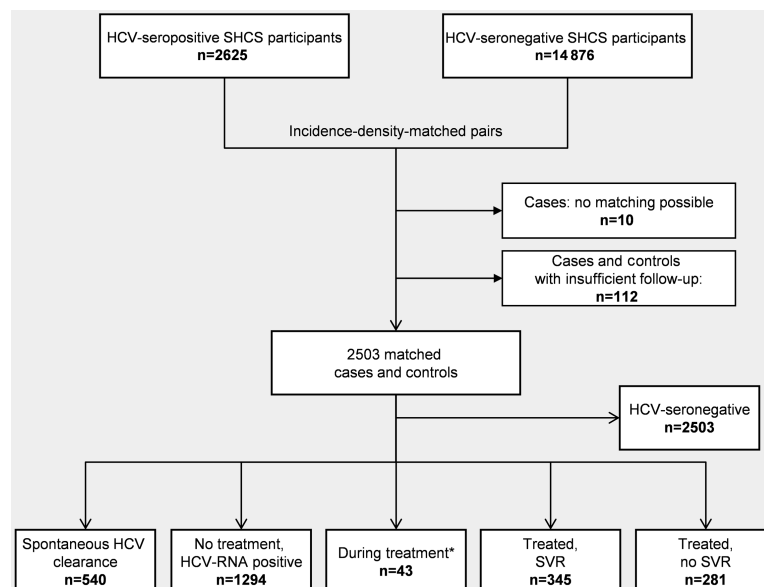 HCV-seropositive SHCS participants
n=2625
HCV-seronegative SHCS participants
n=14 876
Incidence-density-matched pairs
Cases: no matching possible
n=10
Cases and controls
with insufficient follow-up:
n=112
2503 matched
cases and controls
HCV-seronegative
n=2503
Spontaneous HCV
clearance
n=540
No treatment,
HCV-RNA positive
n=1294
During treatment*
n=43
Treated,
SVR
n=345
Treated,
no SVR
n=281